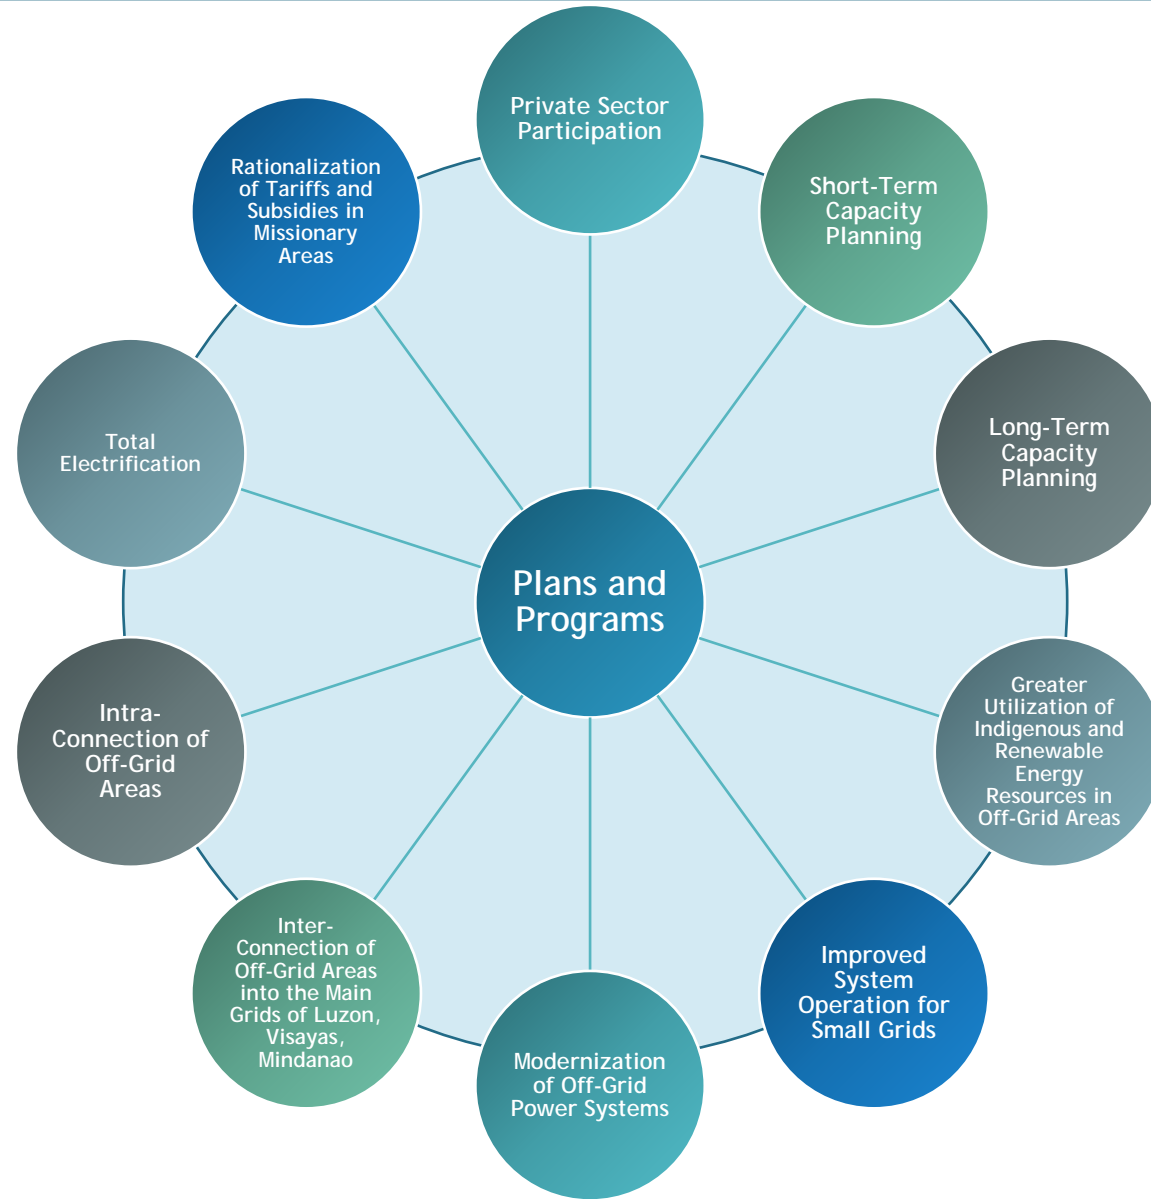 Private Sector
Participation
Short-Term
Capacity
Planning
Long-Term
Capacity
Planning
Greater
Utilization of
Indigenous and
Renewable
Energy
Resources in
Off-Grid Areas
Improved
System
Operation for
Small Grids
Modernization
of Off-Grid
Power Systems
Inter-
Connection of
Off-Grid Areas
into the Main
Grids of Luzon,
Visayas,
Mindanao
Intra-
Connection of
Off-Grid
Areas
Total
Electrification
Rationalization
of Tariffs and
Subsidies in
Missionary
Areas
Plans and
Programs